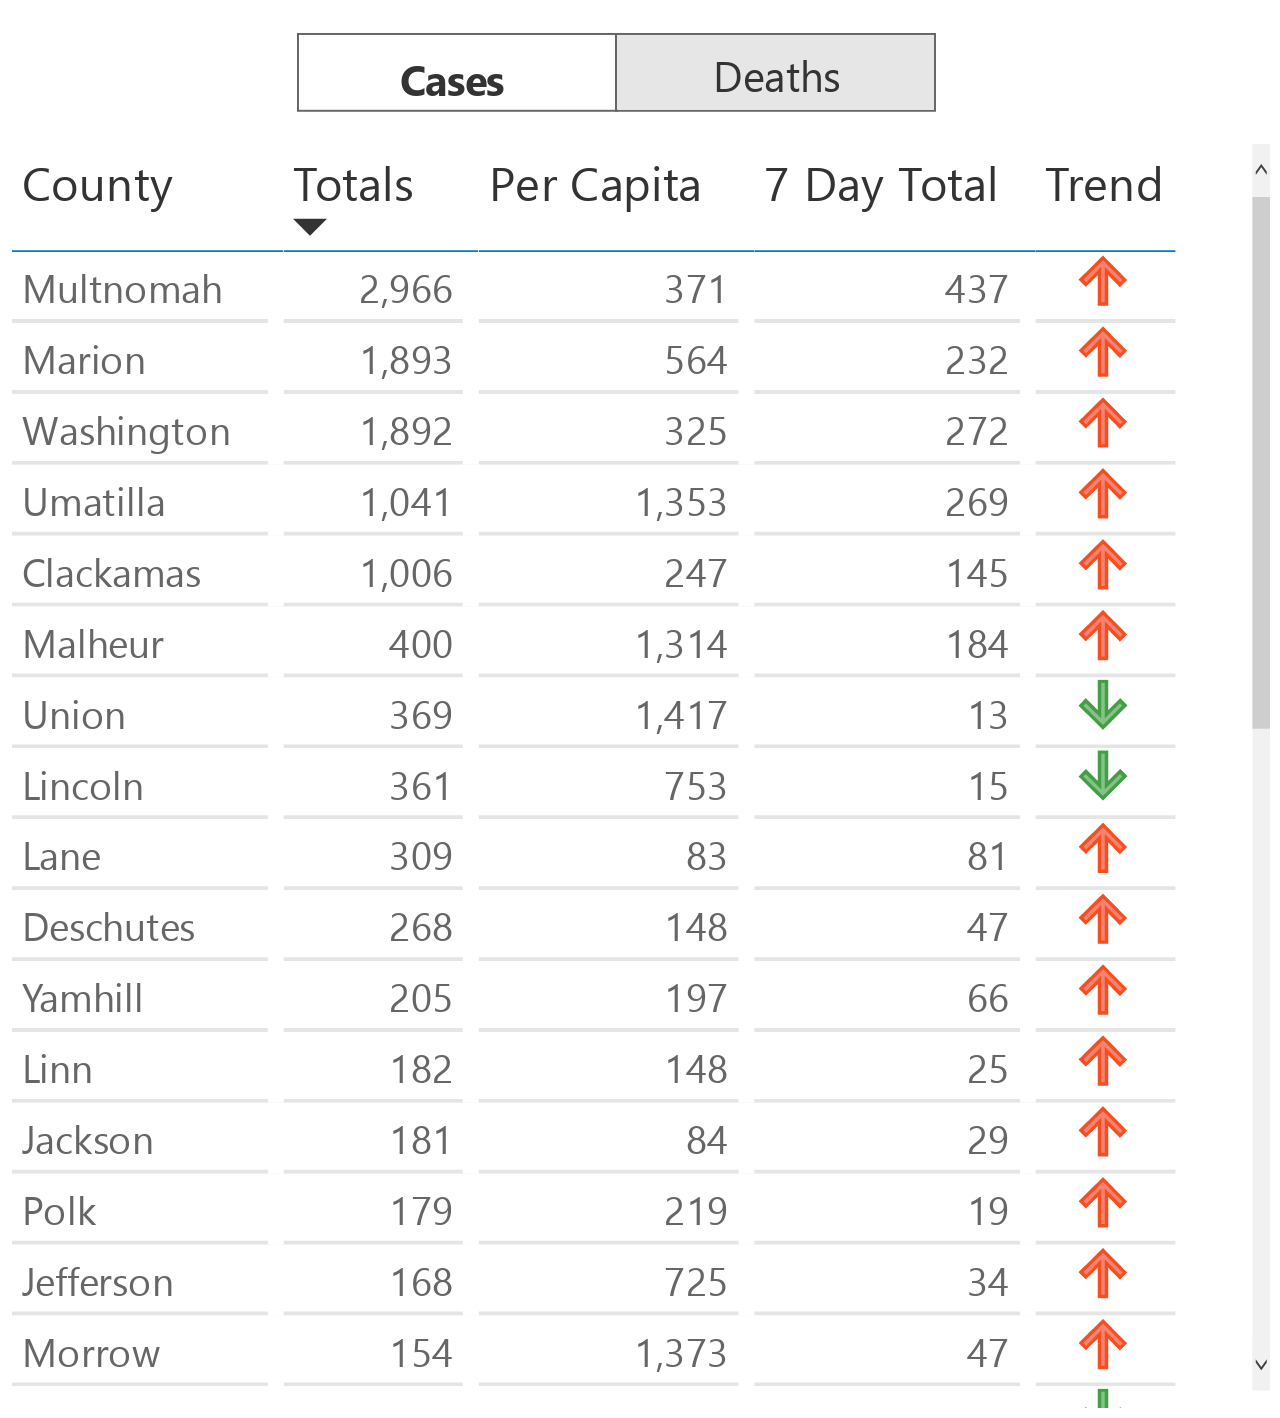 Cases Deaths
County Totals Per Capita 7 Day Total Trend
Multnomah 2,966 371 437
Marion 1,893 564 232
Washington 1,892 325 272
Umatilla 1,041 1,353 269
Clackamas 1,006 247 145
Malheur 400 1,314 184
Union 369 1,417 13
Lincoln 361 753 15
Lane 309 83 81
Deschutes 268 148 47
Yamhill 205 197 66
Linn 182 148 25
Jackson 181 84 29
Polk 179 219 19
Jefferson 168 725 34
Morrow 154 1,373 47